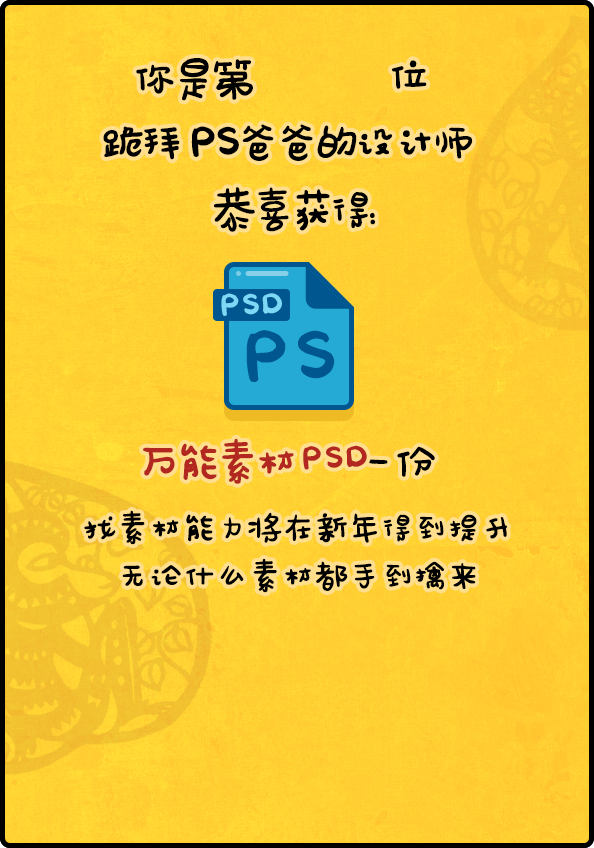 你是第 位
跪拜PS爸爸的设计师
恭喜获得:
PSD
PS
万能素材PSD一份
找素材能力将在新年得到提升
无论什么素材都手到擒来